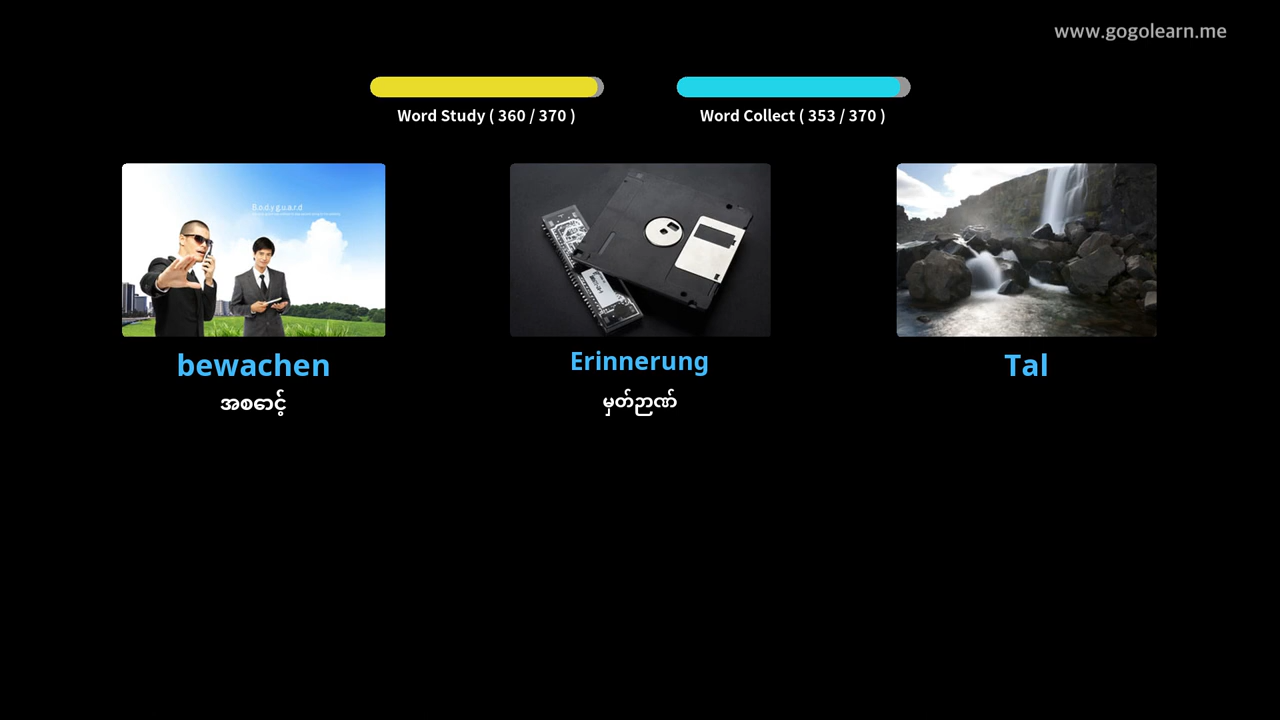 www.gogolearn.me
Word Study ( 360 / 370 )
Word Collect ( 353 / 370 )
Bodyguard
bewachen
Erinnerung
Tal
အစောင့်
မှတ်ဉာဏ်